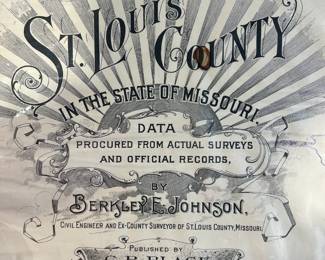 ST. LOUIS
COUNTY
IN THE STATE OF MISSOURI.
DATA
PROCURED FROM ACTUAL SURVEYS
AND OFFICIAL RECORDS,
BY
BERKLEY E. JOHNSON,
CIVIL ENGINEER AND EX-COUNTY SURVEYOR OF ST. LOUIS COUNTY, MISSOURI
PUBLISHED BY